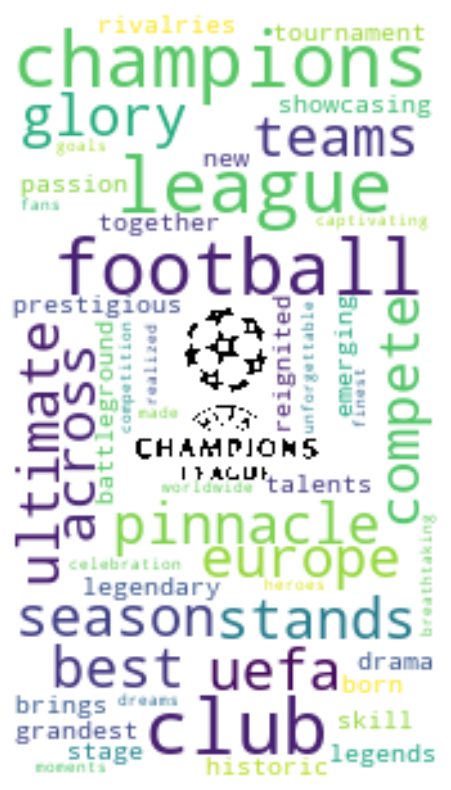 rivalries
tournament
champions
glory
showcasing
goals
teams
new
passion
league
fans
together
captivating
football
prestigious
ultimate
across
battleground
competition
realized
made
reignited
unforgettable
emerging
finest
compete
UEFA
CHAMPIONS
LEAGUE
worldwide
talents
pinnacle
europe
celebration
breathtaking
legendary
heroes
season
stands
best
uefa
drama
born
brings
dreams
club
grandest
skill
stage
legends
moments
historic